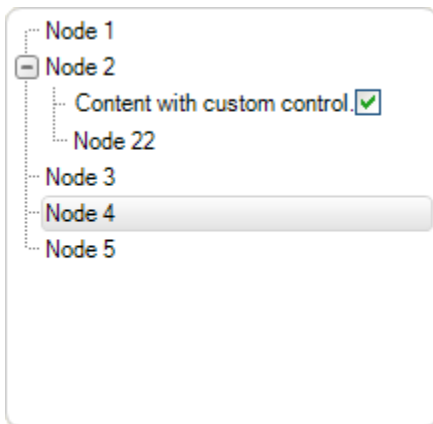 Node 1
Node 2
Content with custom control.
Node 22
Node 3
Node 4
Node 5